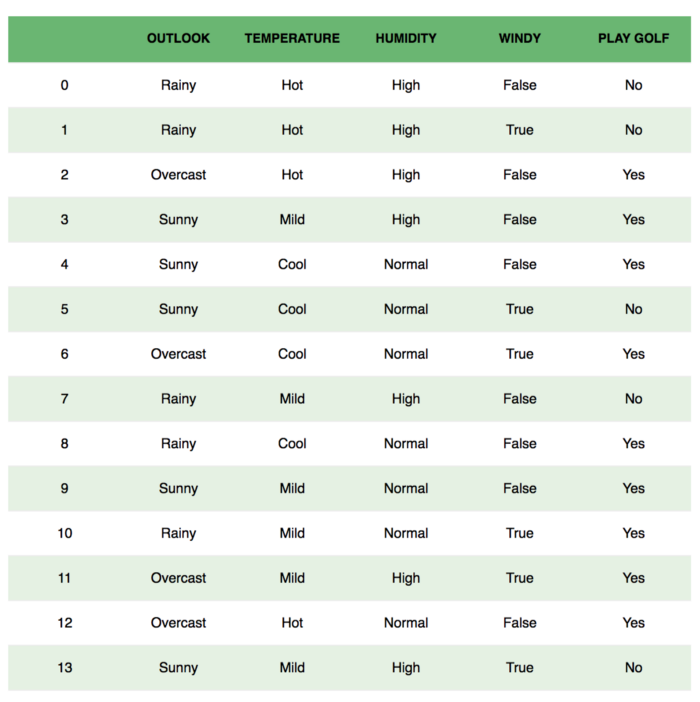 OUTLOOK TEMPERATURE HUMIDITY WINDY PLAY GOLF
0 Rainy Hot High False No
1 Rainy Hot High True No
2 Overcast Hot High False Yes
3 Sunny Mild High False Yes
4 Sunny Cool Normal False Yes
5 Sunny Cool Normal True No
6 Overcast Cool Normal True Yes
7 Rainy Mild High False No
8 Rainy Cool Normal False Yes
9 Sunny Mild Normal False Yes
10 Rainy Mild Normal True Yes
11 Overcast Mild High True Yes
12 Overcast Hot Normal False Yes
13 Sunny Mild High True No